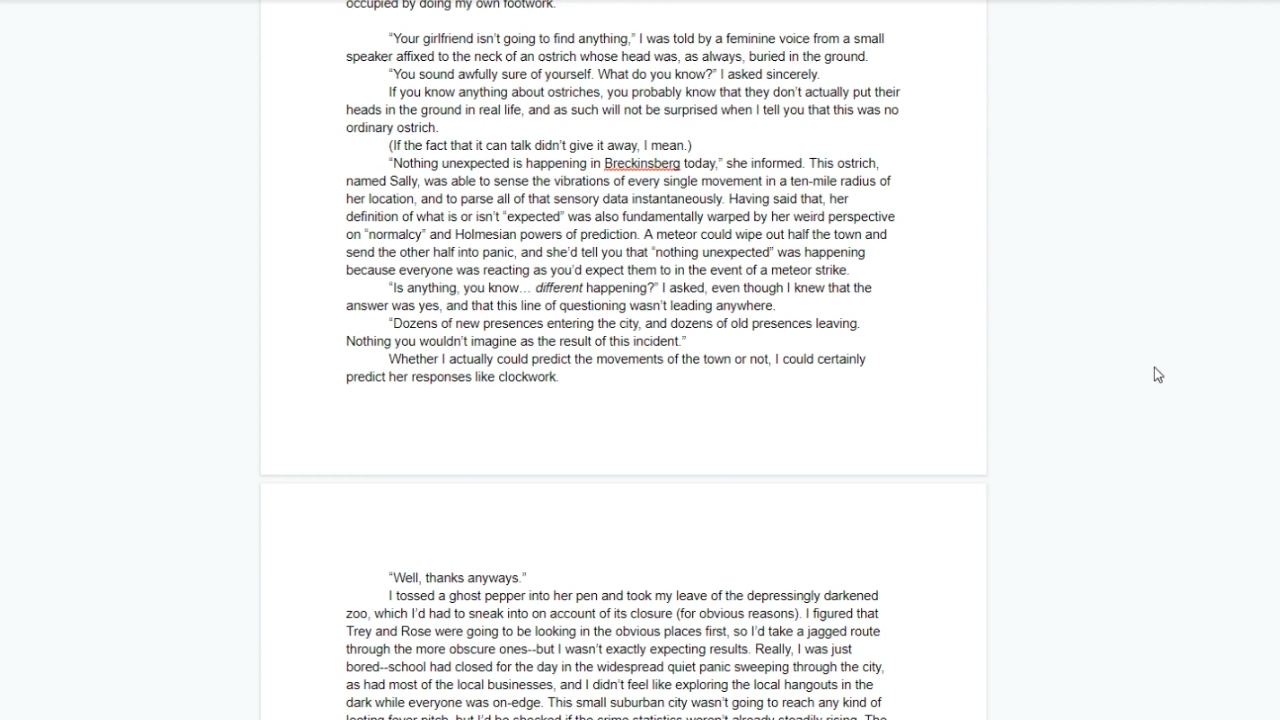 occupied by doing my own footwork.
“Your girlfriend isn’t going to find anything,” I was told by a feminine voice from a small
speaker affixed to the neck of an ostrich whose head was, as always, buried in the ground.
“You sound awfully sure of yourself. What do you know?” I asked sincerely.
If you know anything about ostriches, you probably know that they don’t actually put their
heads in the ground in real life, and as such will not be surprised when I tell you that this was no
ordinary ostrich.
(If the fact that it can talk didn’t give it away, I mean.)
“Nothing unexpected is happening in Breckinsberg today,” she informed. This ostrich,
named Sally, was able to sense the vibrations of every single movement in a ten-mile radius of
her location, and to parse all of that sensory data instantaneously. Having said that, her
definition of what is or isn’t “expected” was also fundamentally warped by her weird perspective
on “normalcy” and Holmesian powers of prediction. A meteor could wipe out half the town and
send the other half into panic, and she’d tell you that “nothing unexpected” was happening
because everyone was reacting as you’d expect them to in the event of a meteor strike.
“Is anything, you know… different happening?” I asked, even though I knew that the
answer was yes, and that this line of questioning wasn’t leading anywhere.
“Dozens of new presences entering the city, and dozens of old presences leaving.
Nothing you wouldn’t imagine as the result of this incident.”
Whether I actually could predict the movements of the town or not, I could certainly
predict her responses like clockwork.
“Well, thanks anyways.”
I tossed a ghost pepper into her pen and took my leave of the depressingly darkened
zoo, which I’d had to sneak into on account of its closure (for obvious reasons). I figured that
Trey and Rose were going to be looking in the obvious places first, so I’d take a jagged route
through the more obscure ones--but I wasn’t exactly expecting results. Really, I was just
bored--school had closed for the day in the widespread quiet panic sweeping through the city,
as had most of the local businesses, and I didn’t feel like exploring the local hangouts in the
dark while everyone was on-edge. This small suburban city wasn’t going to reach any kind of
looting fever pitch, but I’d be shocked if the crime statistics weren’t already steadily rising. The